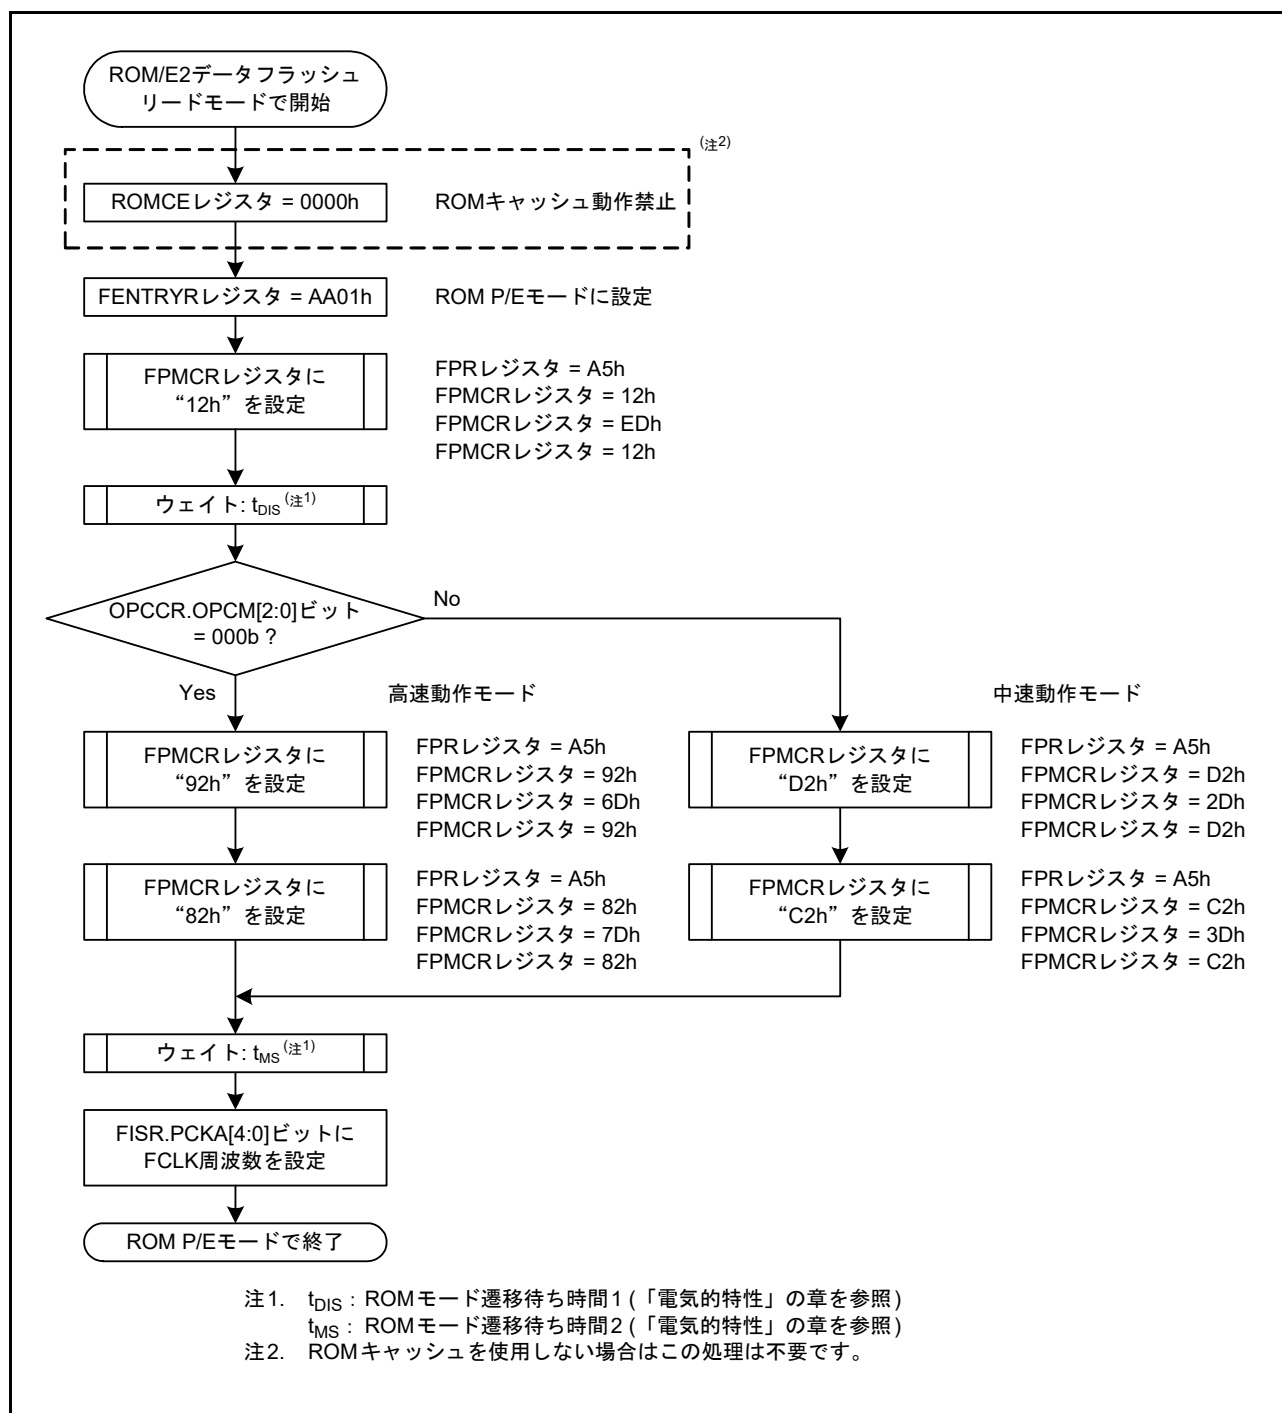 ROM/E2データフラッシュ
リードモードで開始
(注2)
ROMCEレジスタ = 0000h
ROMキャッシュ動作禁止
FENTRYRレジスタ = AA01h
ROM P/Eモードに設定
FPMCRレジスタに
“12h”を設定
FPRレジスタ = A5h
FPMCRレジスタ = 12h
FPMCRレジスタ = EDh
FPMCRレジスタ = 12h
ウェイト: tDIS (注1)
OPCCR.OPCM[2:0]ビット
= 000b ?
No
Yes
高速動作モード
中速動作モード
FPMCRレジスタに
“92h”を設定
FPRレジスタ = A5h
FPMCRレジスタ = 92h
FPMCRレジスタ = 6Dh
FPMCRレジスタ = 92h
FPMCRレジスタに
“D2h”を設定
FPRレジスタ = A5h
FPMCRレジスタ = D2h
FPMCRレジスタ = 2Dh
FPMCRレジスタ = D2h
FPMCRレジスタに
“82h”を設定
FPRレジスタ = A5h
FPMCRレジスタ = 82h
FPMCRレジスタ = 7Dh
FPMCRレジスタ = 82h
FPMCRレジスタに
“C2h”を設定
FPRレジスタ = A5h
FPMCRレジスタ = C2h
FPMCRレジスタ = 3Dh
FPMCRレジスタ = C2h
ウェイト: tMS (注1)
FISR.PCKA[4:0]ビットに
FCLK周波数を設定
ROM P/Eモードで終了
注1. tDIS : ROMモード遷移待ち時間1 (「電気的特性」の章を参照)
tMS : ROMモード遷移待ち時間2 (「電気的特性」の章を参照)
注2. ROMキャッシュを使用しない場合はこの処理は不要です。